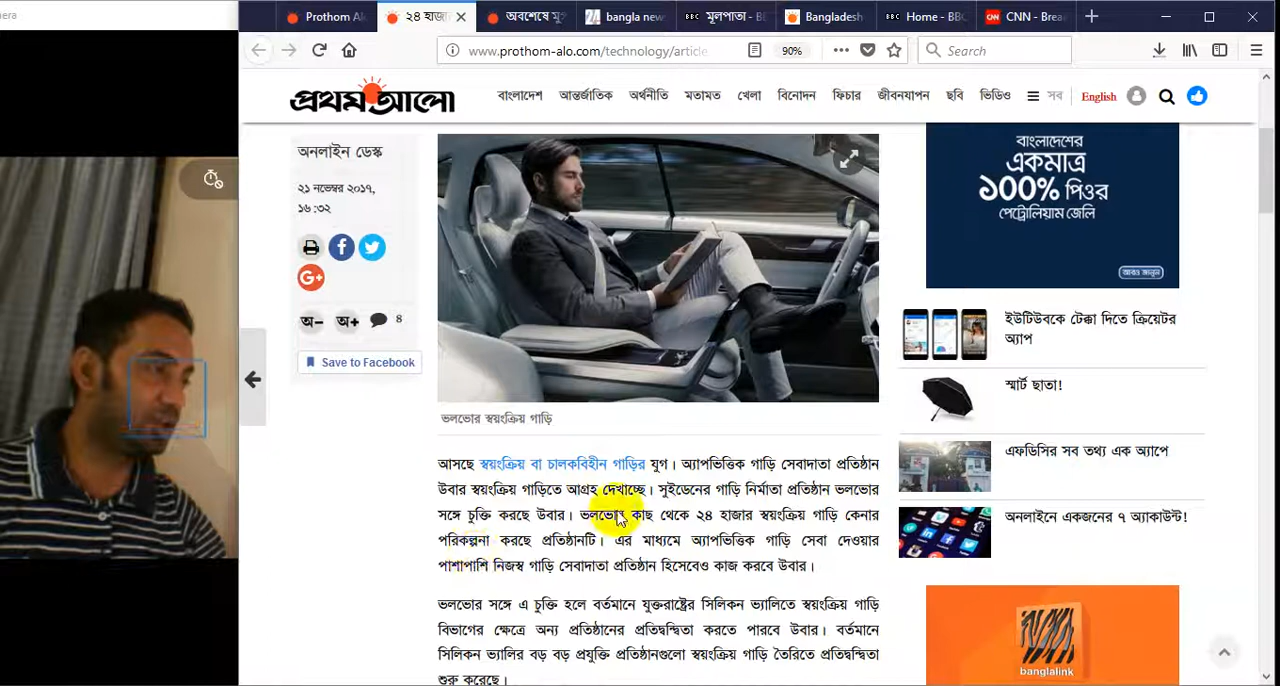 era
Prothom Al
২৪ হাজ
অবশেষে মু
bangla new
BBC মূলপাতা - BB
Bangladesh
BBC Home - BBC
CNN CNN - Brea
www.prothom-alo.com/technology/article
90%
Search
প্রথম আলো
বাংলাদেশ
আন্তর্জাতিক
অর্থনীতি
মতামত
খেলা
বিনোদন
ফিচার
জীবনযাপন
ছবি
ভিডিও
সব
English
অনলাইন ডেস্ক
২১ নভেম্বর ২০১৭,
১৬:৩২
G+
অ-
অ+
8
Save to Facebook
ভলভোর স্বয়ংক্রিয় গাড়ি
আসছে স্বয়ংক্রিয় বা চালকবিহীন গাড়ির যুগ। অ্যাপভিত্তিক গাড়ি সেবাদাতা প্রতিষ্ঠান
উবার স্বয়ংক্রিয় গাড়িতে আগ্রহ দেখাচ্ছে। সুইডেনের গাড়ি নির্মাতা প্রতিষ্ঠান ভলভোর
সঙ্গে চুক্তি করছে উবার। ভলভোর কাছ থেকে ২৪ হাজার স্বয়ংক্রিয় গাড়ি কেনার
পরিকল্পনা করছে প্রতিষ্ঠানটি। এর মাধ্যমে অ্যাপভিত্তিক গাড়ি সেবা দেওয়ার
পাশাপাশি নিজস্ব গাড়ি সেবাদাতা প্রতিষ্ঠান হিসেবেও কাজ করবে উবার।
ভলভোর সঙ্গে এ চুক্তি হলে বর্তমানে যুক্তরাষ্ট্রের সিলিকন ভ্যালিতে স্বয়ংক্রিয় গাড়ি
বিভাগের ক্ষেত্রে অন্য প্রতিষ্ঠানের প্রতিদ্বন্দ্বিতা করতে পারবে উবার। বর্তমানে
সিলিকন ভ্যালির বড় বড় প্রযুক্তি প্রতিষ্ঠানগুলো স্বয়ংক্রিয় গাড়ি তৈরিতে প্রতিদ্বন্দ্বিতা
শুরু করেছে।
বাংলাদেশের
একমাত্র
১০০% পিওর
পেট্রোলিয়াম জেলি
আরও জানুন
ইউটিউবকে টেক্কা দিতে ক্রিয়েটর
অ্যাপ
স্মার্ট ছাতা!
এফডিসির সব তথ্য এক অ্যাপে
অনলাইনে একজনের ৭ অ্যাকাউন্ট!
banglalink